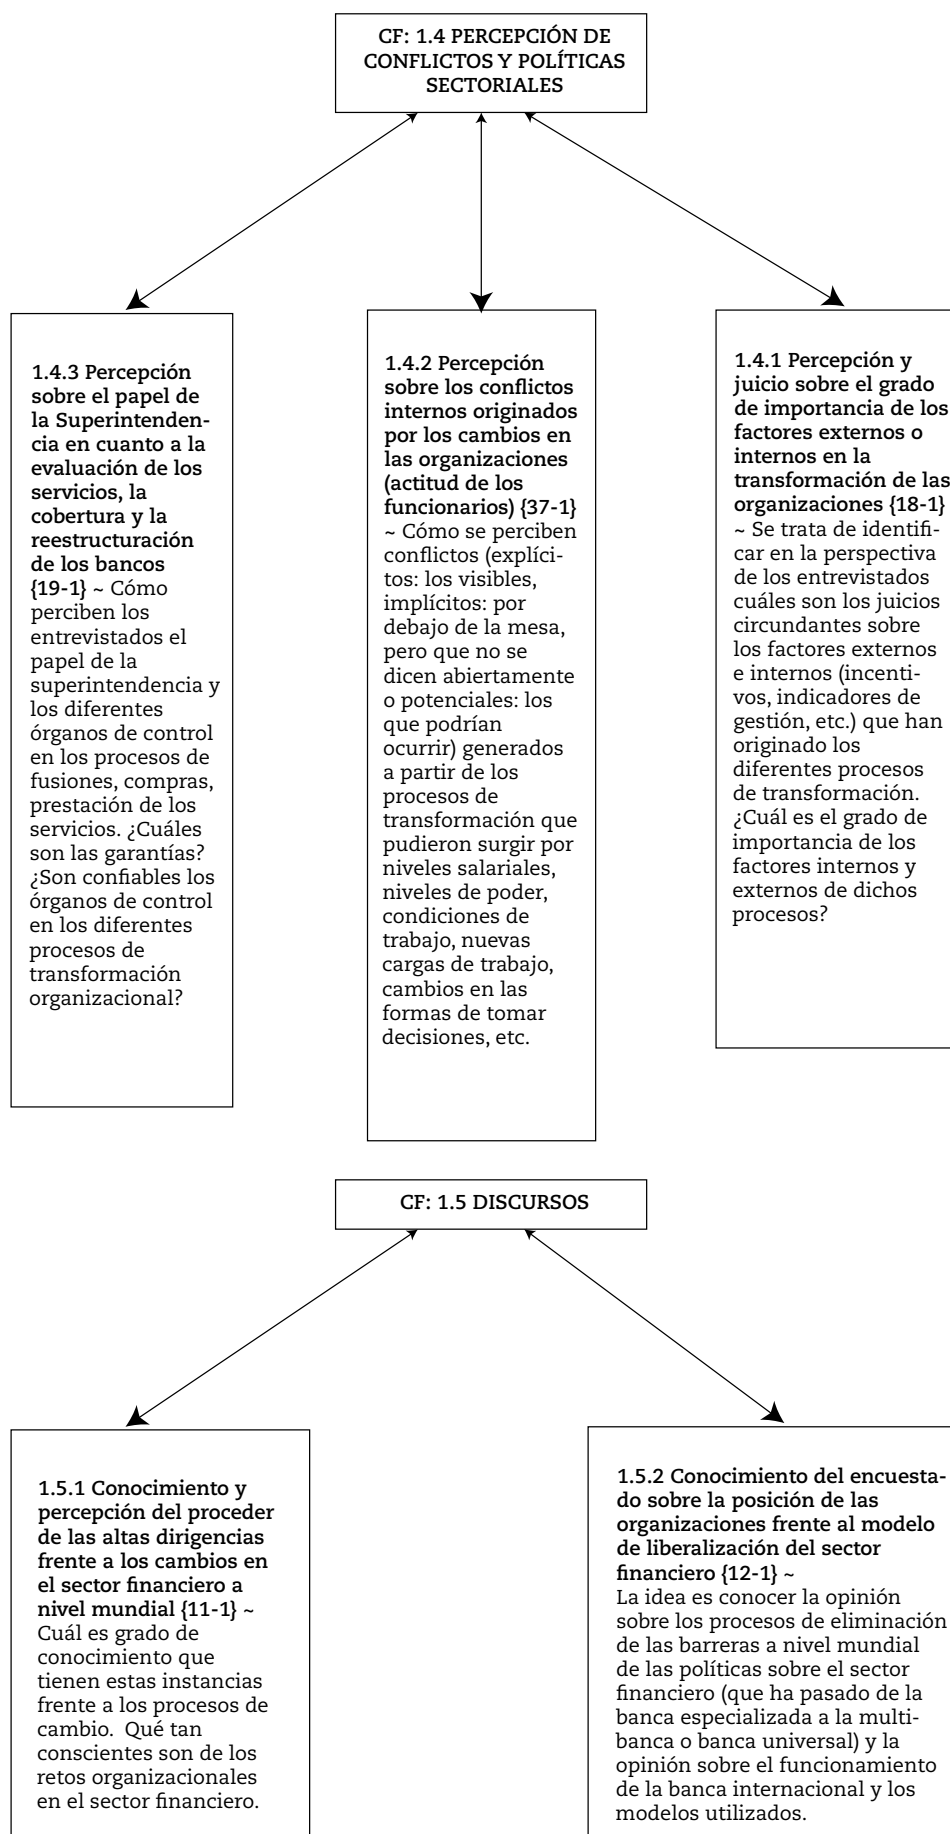 CF: 1.4 PERCEPCIÓN DE
CONFLICTOS Y POLÍTICAS
SECTORIALES
1.4.3 Percepción
sobre el papel de
la Superintenden-
cia en cuanto a la
evaluación de los
servicios, la
cobertura y la
reestructuración
de los bancos
{19-1} ~ Cómo
perciben los
entrevistados el
papel de la
superintendencia y
los diferentes
órganos de control
en los procesos de
fusiones, compras,
prestación de los
servicios. ¿Cuáles
son las garantías?
¿Son confiables los
órganos de control
en los diferentes
procesos de
transformación
organizacional?
1.4.2 Percepción
sobre los conflictos
internos originados
por los cambios en
las organizaciones
(actitud de los
funcionarios) {37-1}
~ Cómo se perciben
conflictos (explíci-
tos: los visibles,
implícitos: por
debajo de la mesa,
pero que no se
dicen abiertamente
o potenciales: los
que podrían
ocurrir) generados
a partir de los
procesos de
transformación que
pudieron surgir por
niveles salariales,
niveles de poder,
condiciones de
trabajo, nuevas
cargas de trabajo,
cambios en las
formas de tomar
decisiones, etc.
1.4.1 Percepción y
juicio sobre el grado
de importancia de los
factores externos o
internos en la
transformación de las
organizaciones {18-1}
~ Se trata de identifi-
car en la perspectiva
de los entrevistados
cuáles son los juicios
circundantes sobre
los factores externos
e internos (incenti-
vos, indicadores de
gestión, etc.) que han
originado los
diferentes procesos
de transformación.
¿Cuál es el grado de
importancia de los
factores internos y
externos de dichos
procesos?
CF: 1.5 DISCURSOS
1.5.1 Conocimiento y
percepción del proceder
de las altas dirigencias
frente a los cambios en
el sector financiero a
nivel mundial {11-1} ~
Cuál es grado de
conocimiento que
tienen estas instancias
frente a los procesos de
cambio. Qué tan
conscientes son de los
retos organizacionales
en el sector financiero.
1.5.2 Conocimiento del encuesta-
do sobre la posición de las
organizaciones frente al modelo
de liberalización del sector
financiero {12-1} ~
La idea es conocer la opinión
sobre los procesos de eliminación
de las barreras a nivel mundial
de las políticas sobre el sector
financiero (que ha pasado de la
banca especializada a la multi-
banca o banca universal) y la
opinión sobre el funcionamiento
de la banca internacional y los
modelos utilizados.